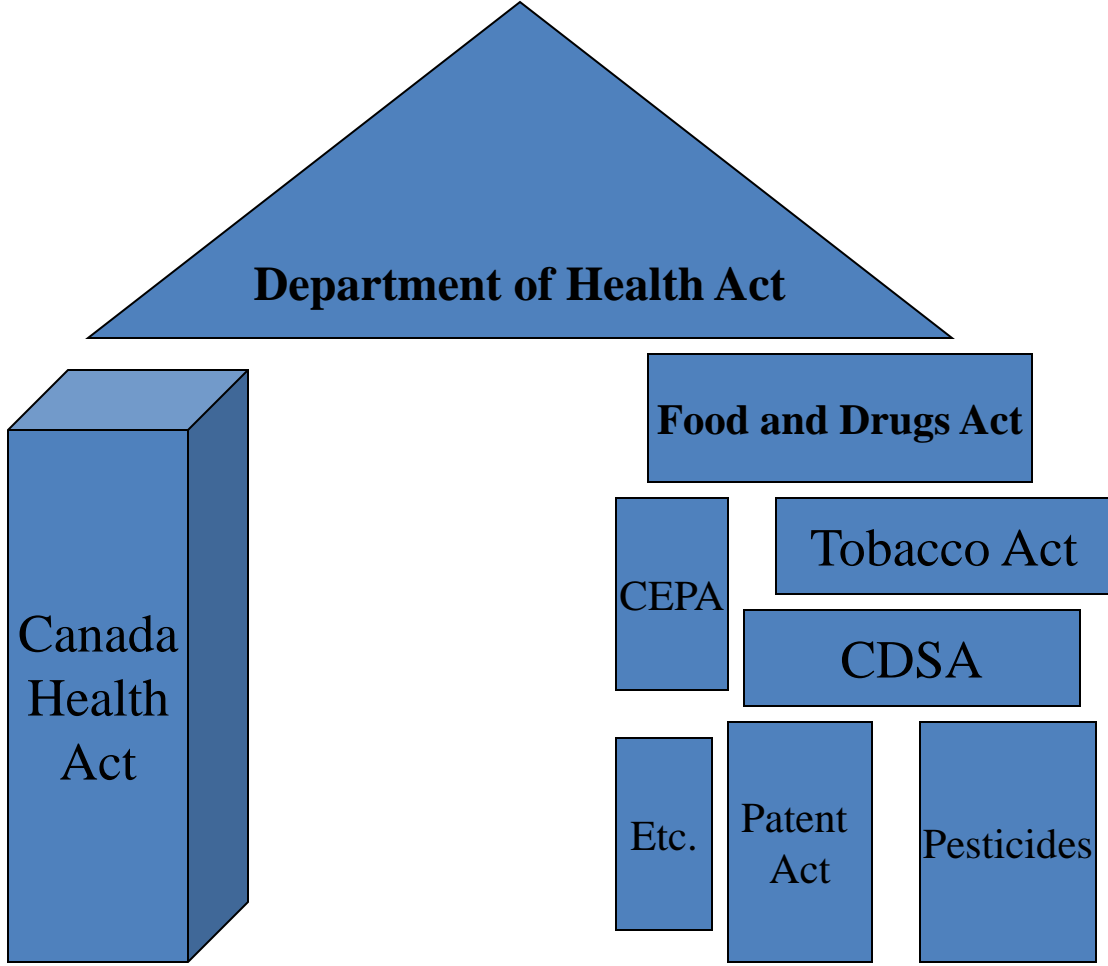 Department of Health Act
Food and Drugs Act
Tobacco Act
CEPA
CDSA
Canada
Health
Act
Etc.
Patent
Act
Pesticides